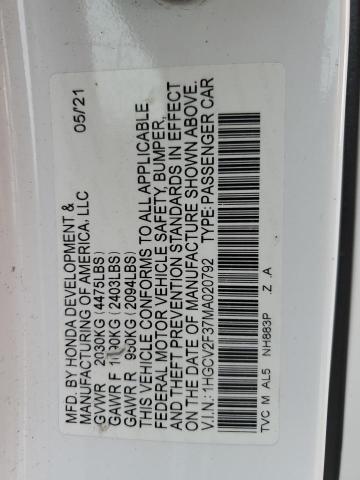 MFD. BY HONDA DEVELOPMENT & 05/21
MANUFACTURING OF AMERICA, LLC
GVWR 2030KG (4475LBS)
GAWR F KG (2403LBS)
GAWR R 950KG (2094LBS)
THIS VEHICLE CONFORMS TO ALL APPLICABLE
FEDERAL MOTOR VEHICLE SAFETY, BUMPER,
AND THEFT PREVENTION STANDARDS IN EFFECT
ON THE DATE OF MANUFACTURE SHOWN ABOVE.
V.I.N.: 1HGCV2F37MA020792 TYPE: PASSENGER CAR
TVC M AL5 NH883P .Z .A